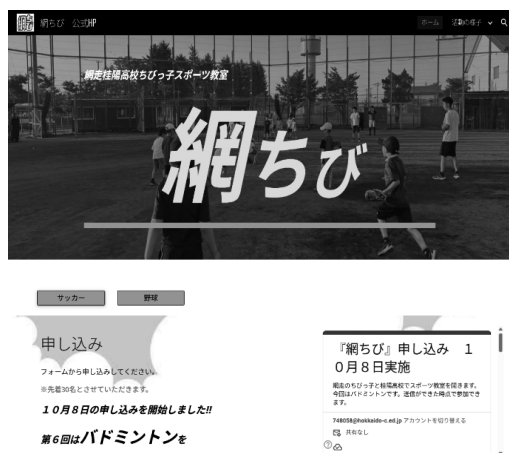 網ちび 公式HP
ホーム 活動の様子
網走桂陽高校ちびっ子スポーツ教室
網ちび
サッカー 野球
申し込み
フォームから申し込みしてください。
※先着30名とさせていただきます。
10月8日の申し込みを開始しました!!
第6回はバドミントンを
『網ちび』申し込み 1
0月8日実施
網走のちびっ子と桂陽高校でスポーツ教室を開きます。
今回はバドミントンです。送信ができた時点で参加でき
ます。
748058@hokkaido-c.ed.jp アカウントを切り替える
共有なし